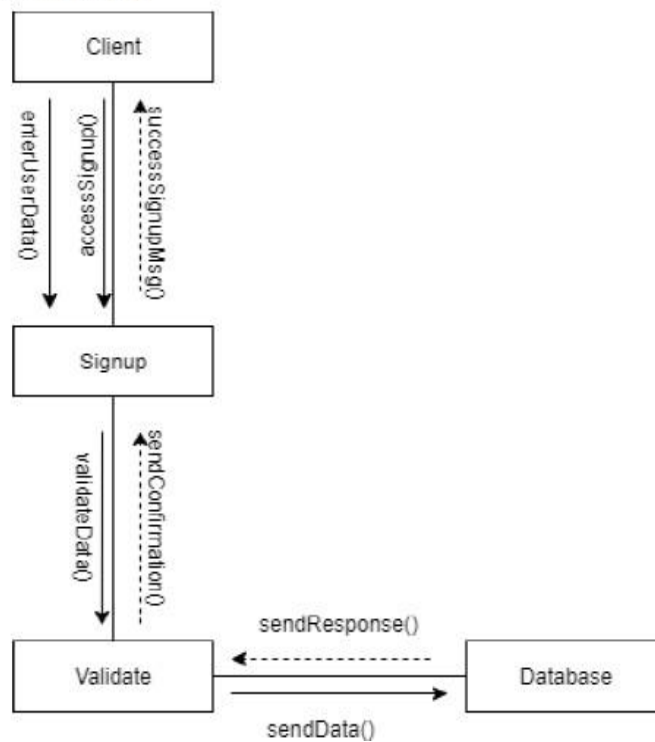 Client
enterUserData()
accessSignup()
successSignupMsg()
Signup
validateData()
sendConfirmation()
sendResponse()
Validate
Database
sendData()